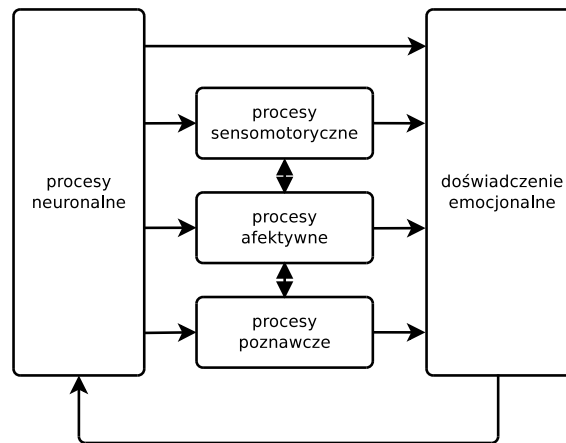 procesy
neuronalne
procesy
sensomotoryczne
procesy
afektywne
procesy
poznawcze
doświadczenie
emocjonalne